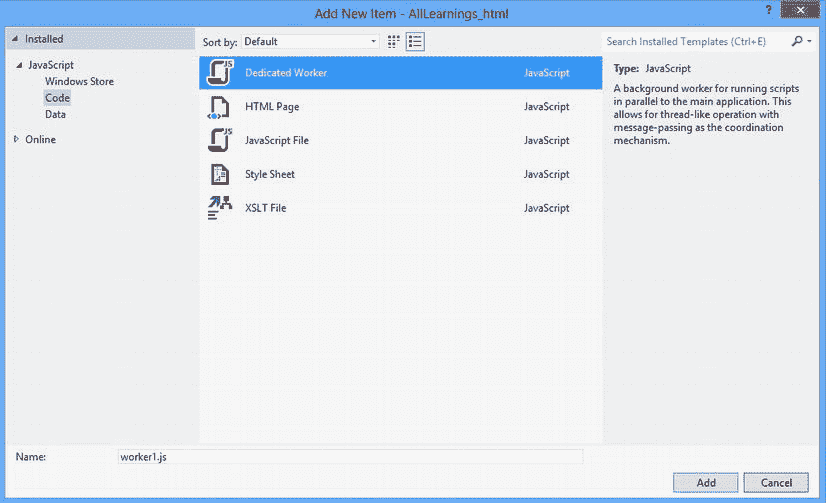 Add New Item - AllLearnings_html
?
Installed
Sort by: Default
Search Installed Templates (Ctrl+E)
JavaScript
Windows Store
Code
Data
Online
JS Dedicated Worker JavaScript
HTML Page JavaScript
JS JavaScript File JavaScript
Style Sheet JavaScript
XSLT File JavaScript
Type: JavaScript
A background worker for running scripts
in parallel to the main application. This
allows for thread-like operation with
message-passing as the coordination
mechanism.
Name: worker1.js
Add Cancel